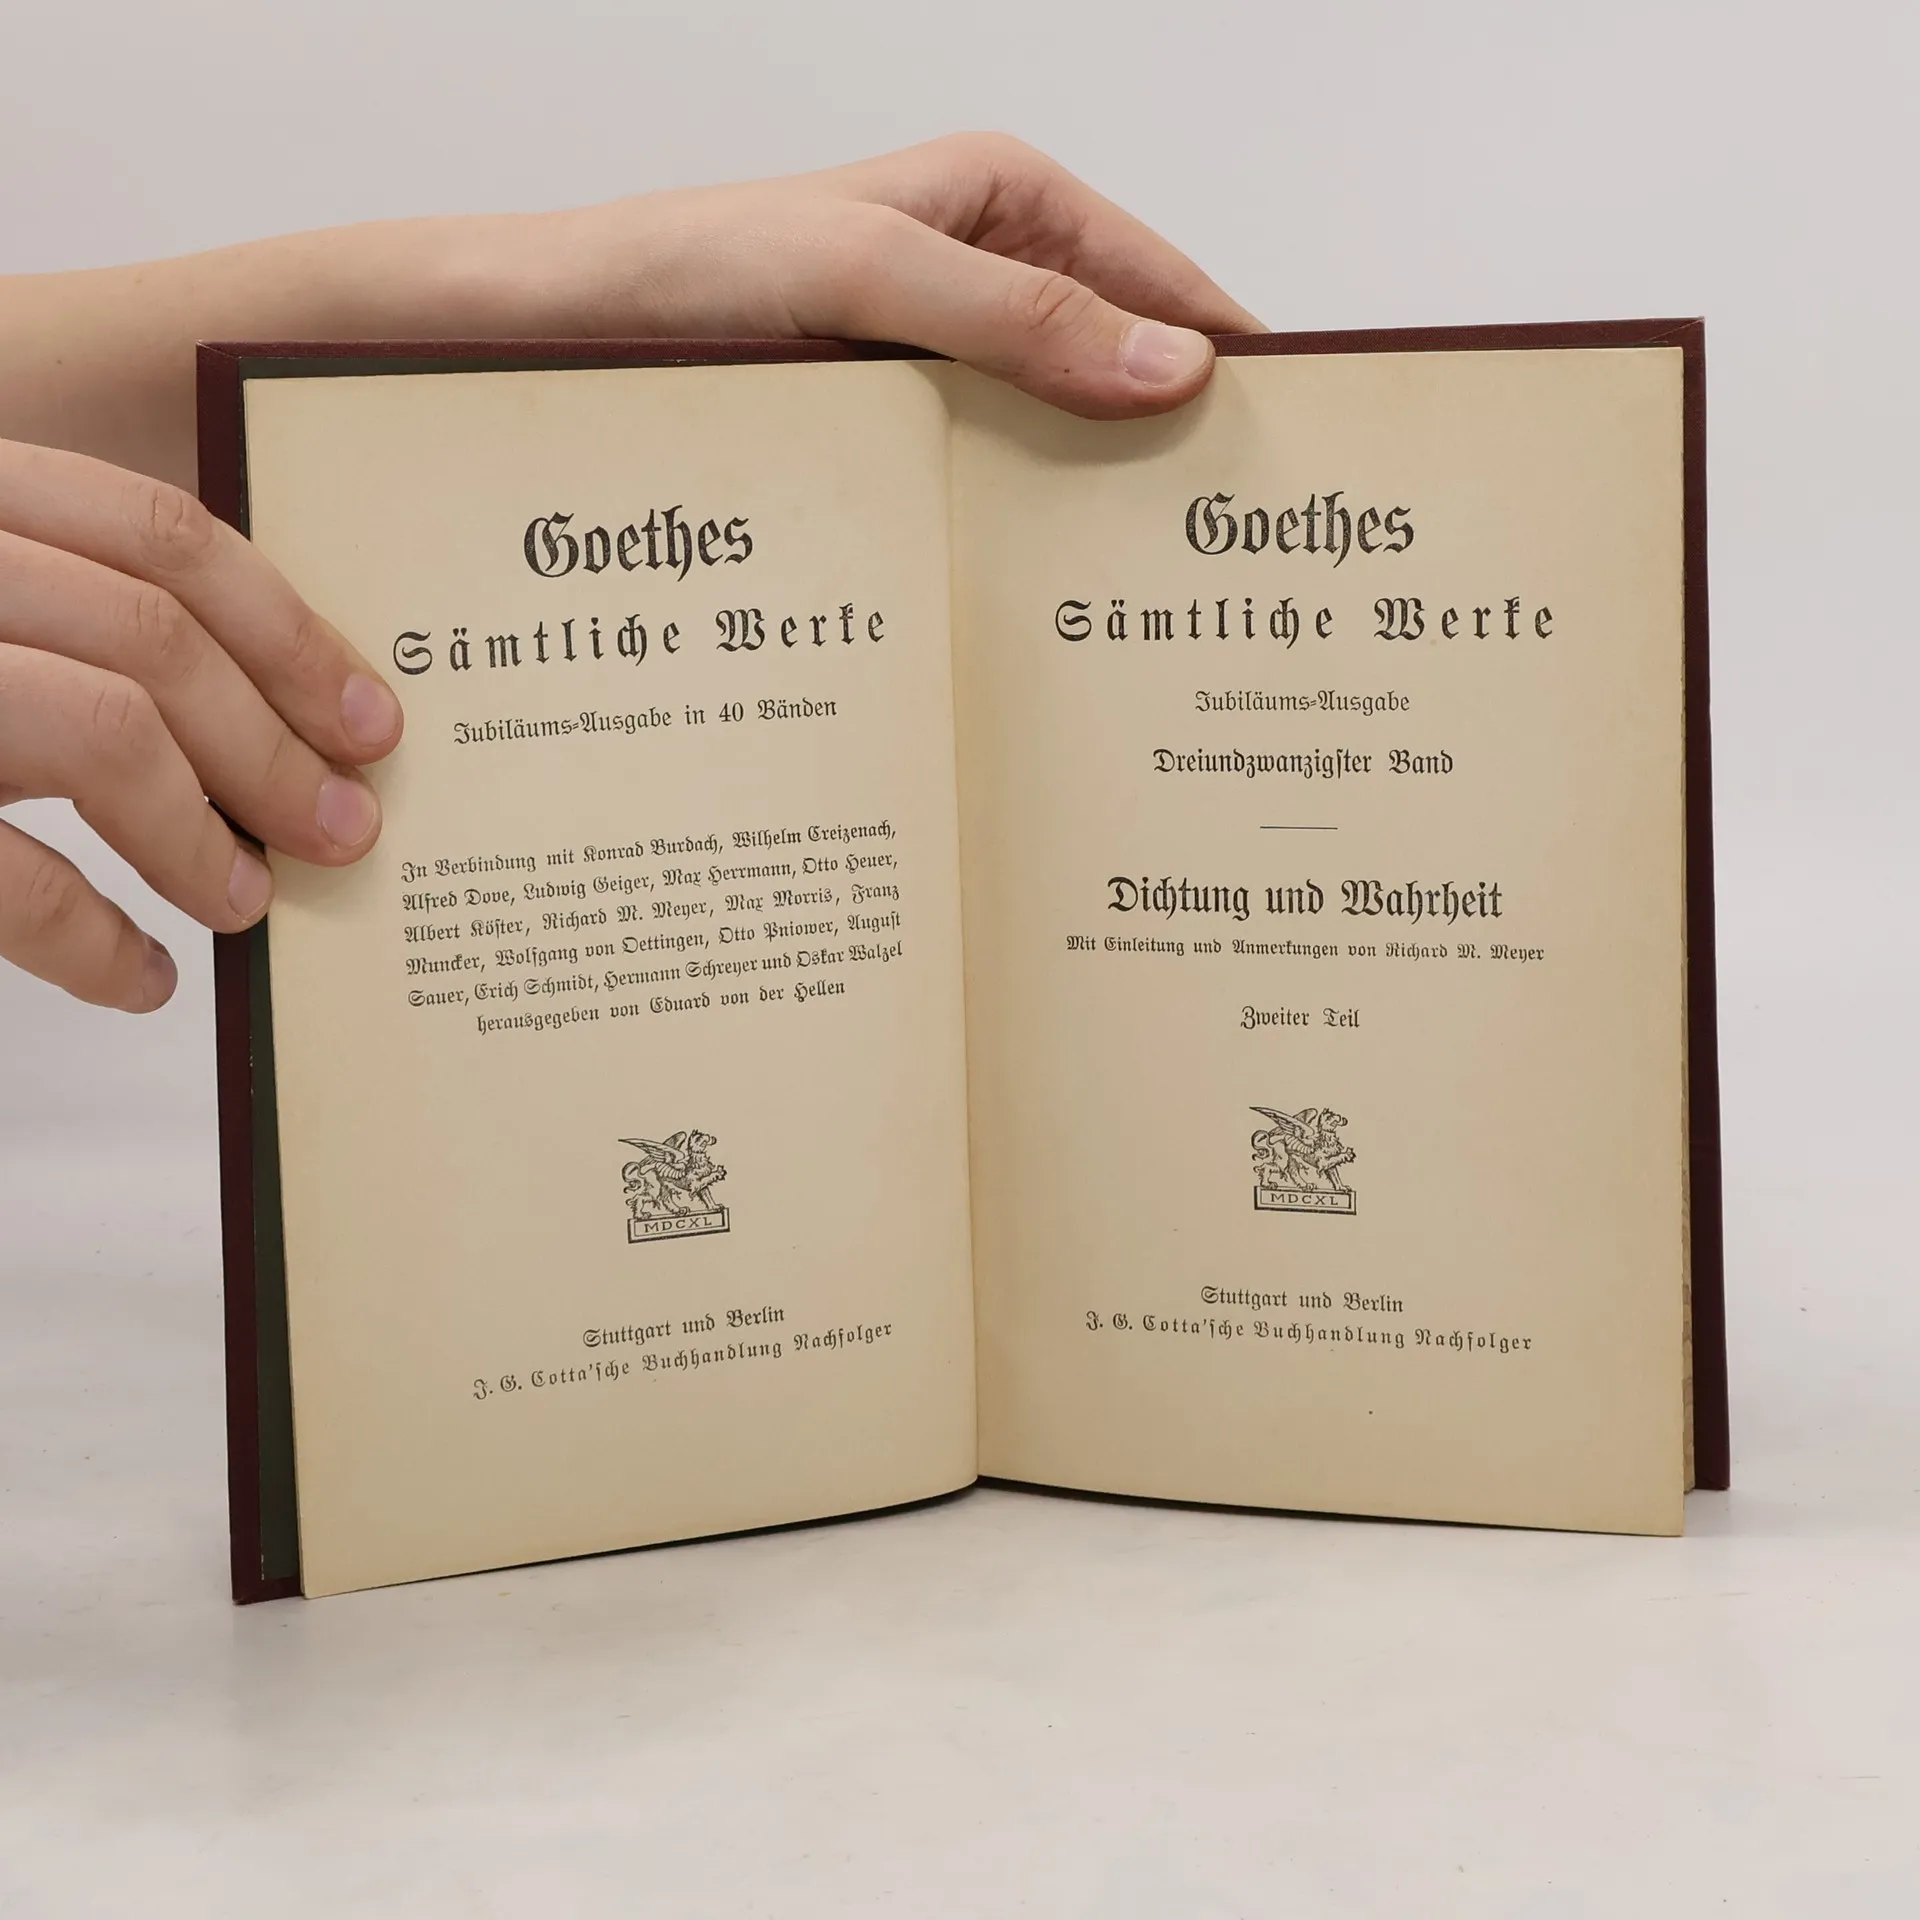 Goethes
Sämtliche Werke
Jubiläums-Ausgabe in 40 Bänden
In Verbindung mit Konrad Burdach, Wilhelm Creizenach,
Alfred Dove, Ludwig Geiger, Max Herrmann, Otto Heuer,
Albert Köster, Richard M. Meyer, Max Morris, Franz
Muncker, Wolfgang von Oettingen, Otto Pniower, August
Sauer, Erich Schmidt, Hermann Schreyer und Oskar Walzel
herausgegeben von Eduard von der Hellen
MDCXL
Stuttgart und Berlin
J. G. Cotta'sche Buchhandlung Nachfolger
Goethes
Sämtliche Werke
Jubiläums-Ausgabe
Dreiundzwanzigster Band
Dichtung und Wahrheit
Mit Einleitung und Anmerkungen von Richard M. Meyer
Zweiter Teil
MDCXL
Stuttgart und Berlin
J. G. Cotta'sche Buchhandlung Nachfolger